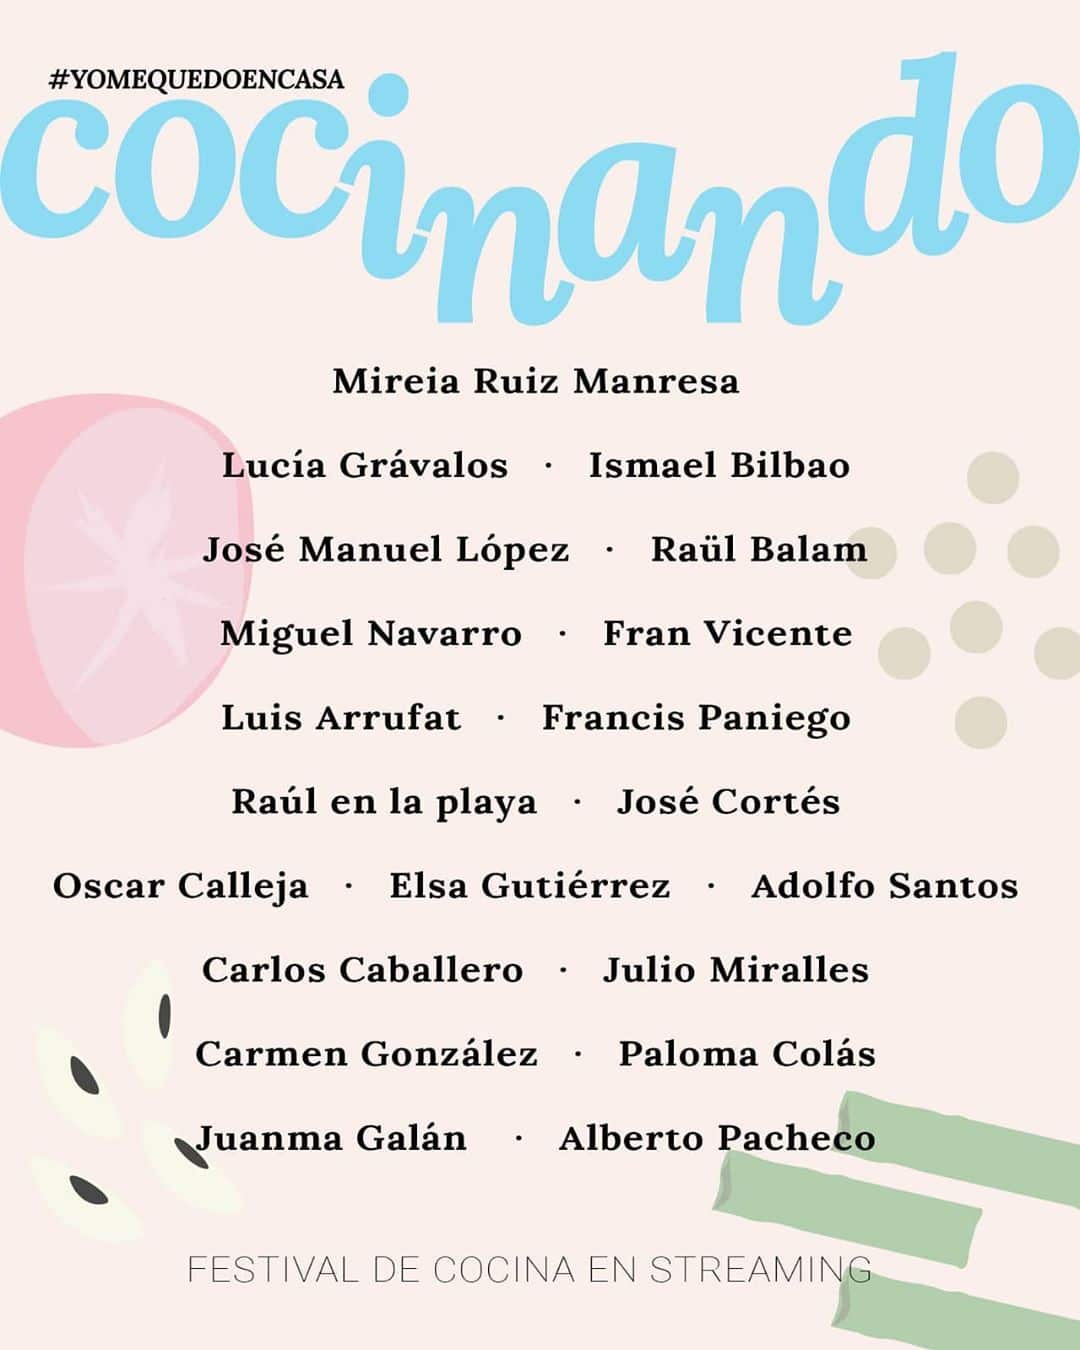 #YOMEQUEDOENCASA
cocinando
Mireia Ruiz Manresa
Lucía Grávalos · Ismael Bilbao
José Manuel López · Raül Balam
Miguel Navarro · Fran Vicente
Luis Arrufat · Francis Paniego
Raúl en la playa · José Cortés
Oscar Calleja · Elsa Gutiérrez · Adolfo Santos
Carlos Caballero · Julio Miralles
Carmen González · Paloma Colás
Juanma Galán · Alberto Pacheco
FESTIVAL DE COCINA EN STREAMING